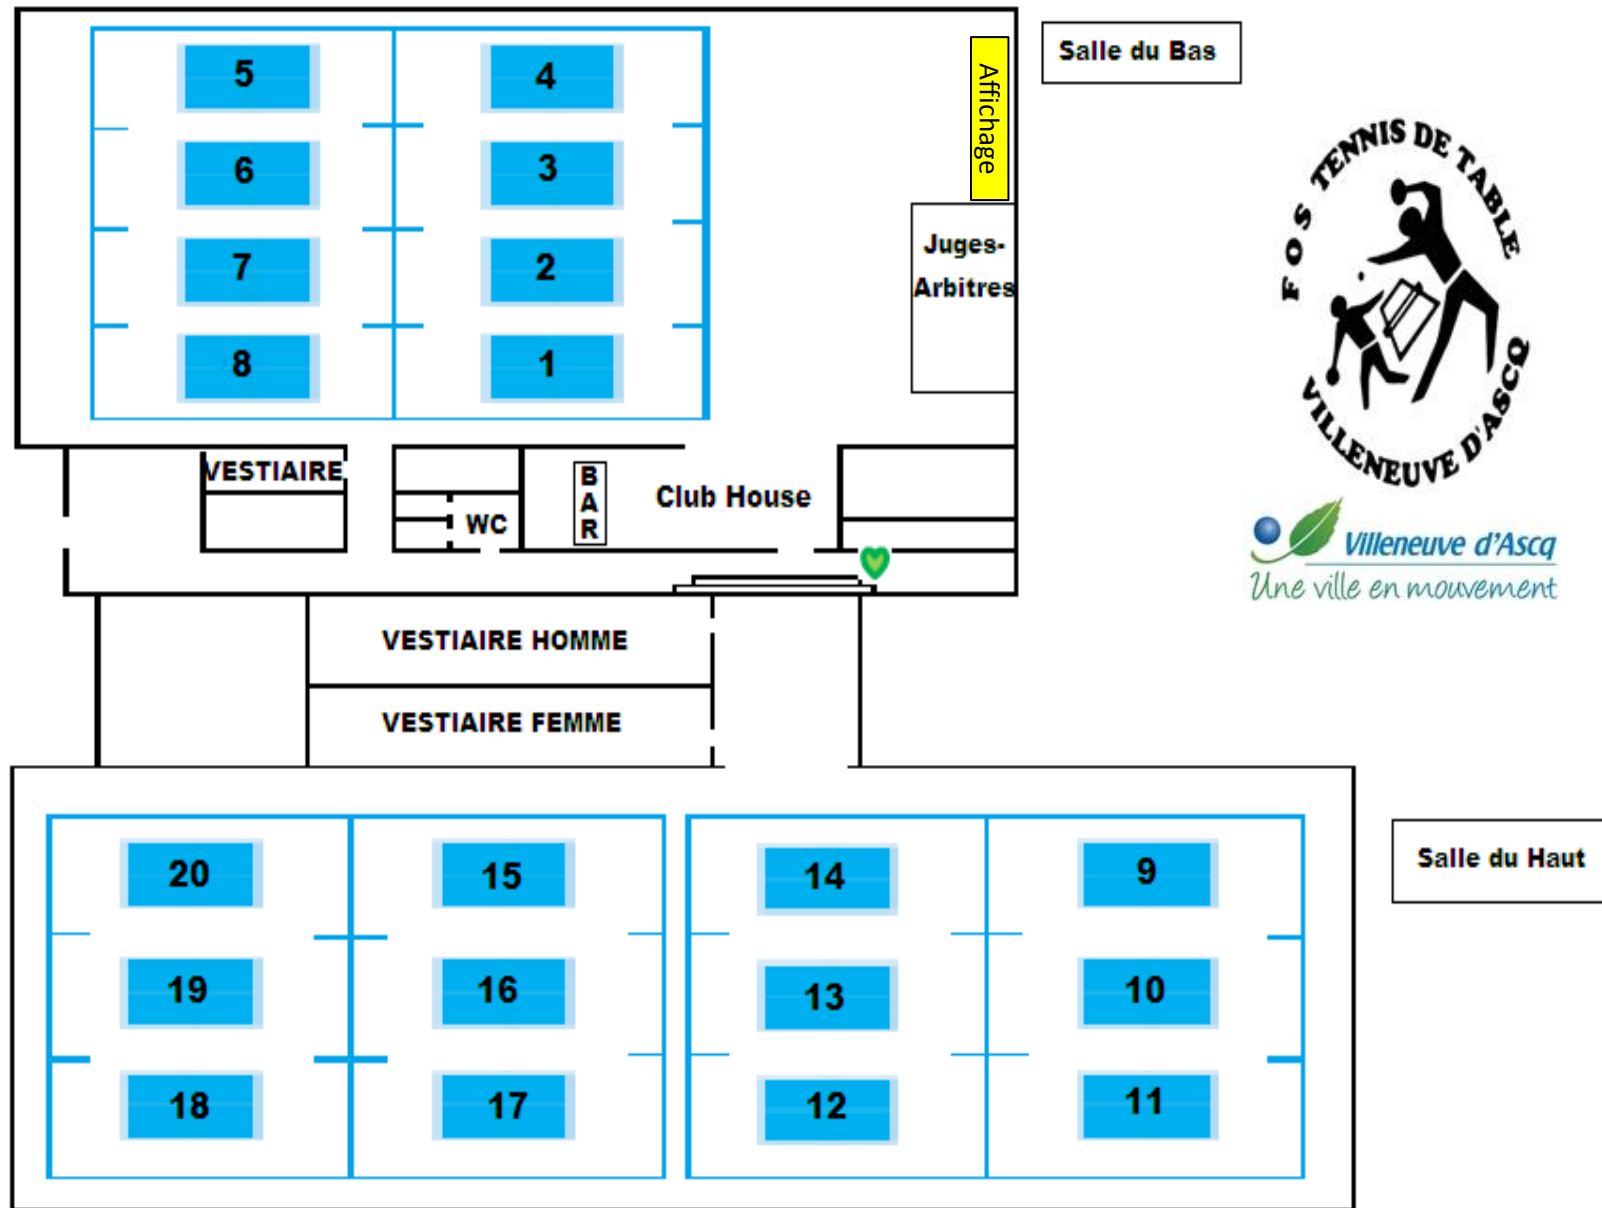 Salle du Bas
Affichage
5
4
6
3
7
2
8
1
Juges-
Arbitres
FOS TENNIS DE TABLE
VILLENEUVE D'ASCQ
Villeneuve d'Ascq
Une ville en mouvement
VESTIAIRE
WC
BAR
Club House
VESTIAIRE HOMME
VESTIAIRE FEMME
Salle du Haut
20
15
14
9
19
16
13
10
18
17
12
11